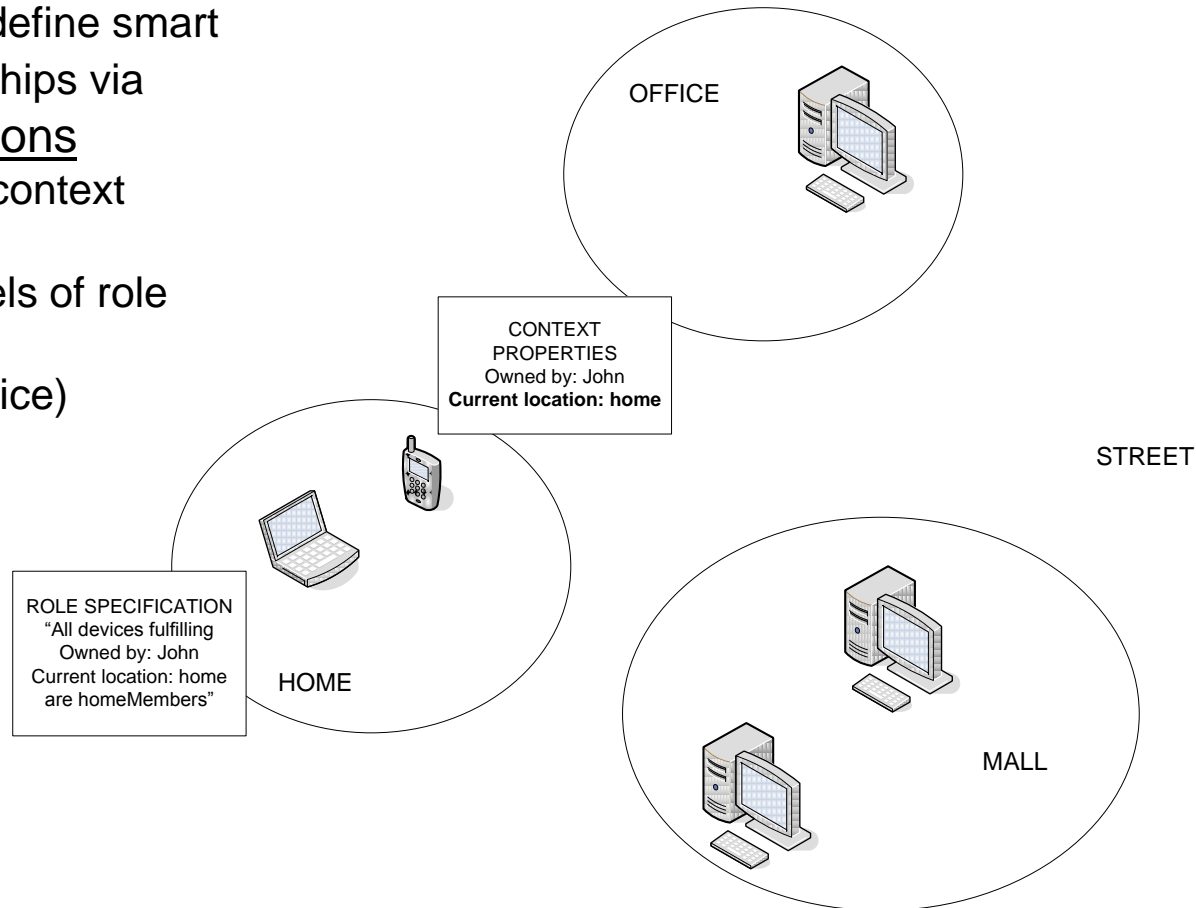 define smart
hips via
ons
context
els of role
ice)
OFFICE
CONTEXT
PROPERTIES
Owned by: John
Current location: home
STREET
ROLE SPECIFICATION
“All devices fulfilling
Owned by: John
Current location: home
are homeMembers”
HOME
MALL